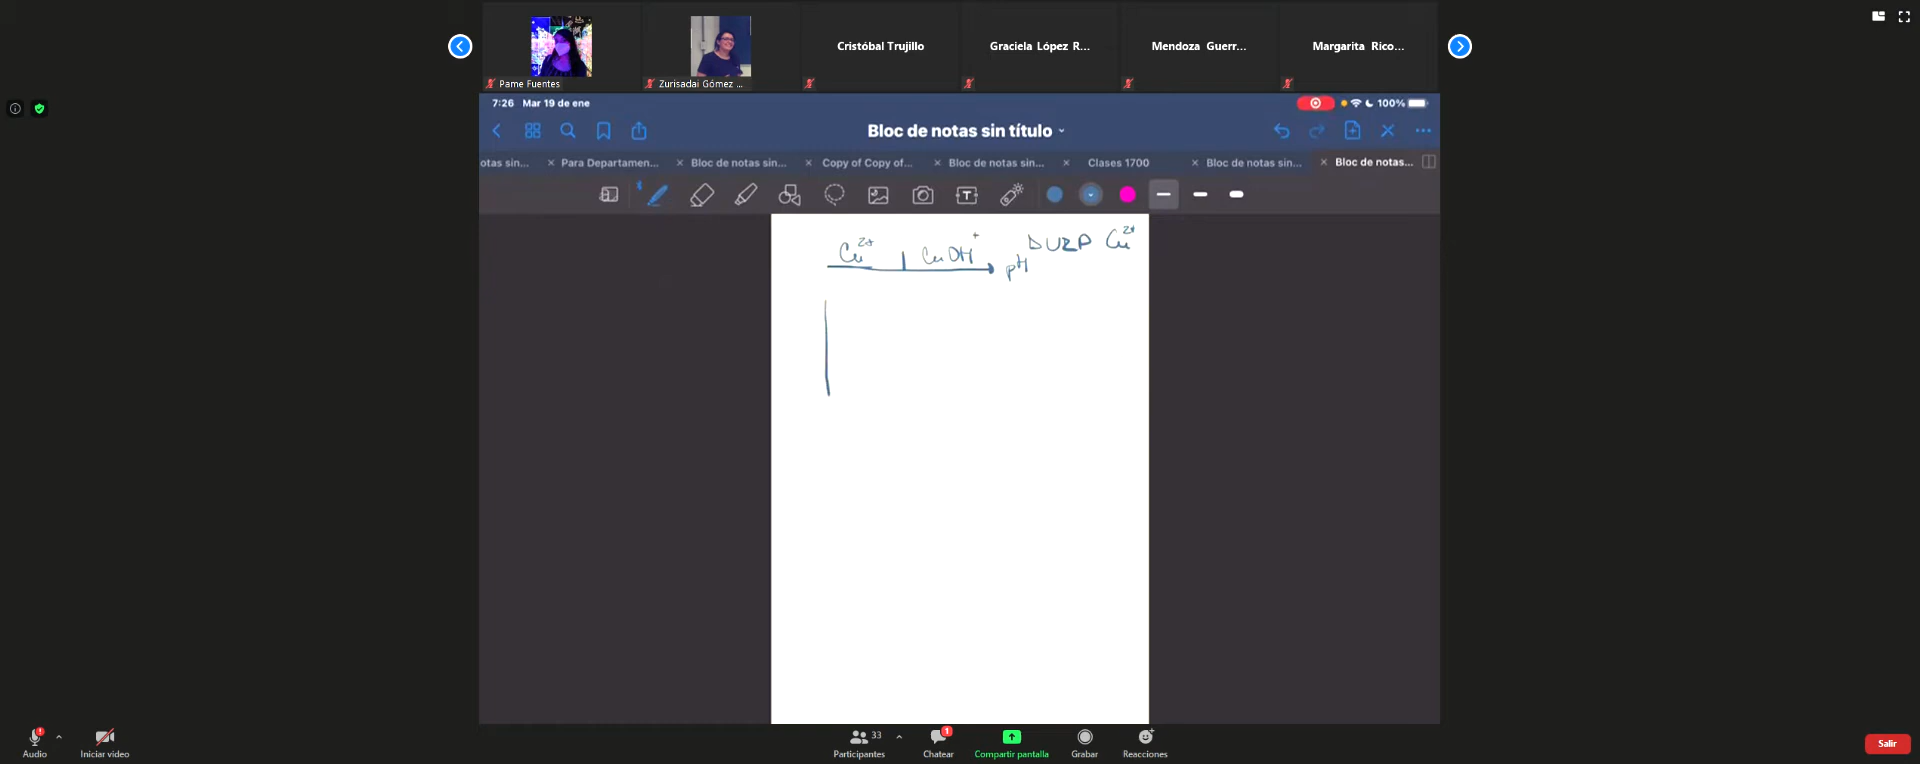 Cristóbal Trujillo
Graciela López R...
Mendoza Guerr...
Margarita Rico...
Pame Fuentes
Zurisadai Gómez ...
7:26 Mar 19 de ene
100%
Bloc de notas sin título
otas sin...
Para Departamen...
Bloc de notas sin...
Copy of Copy of...
Bloc de notas sin...
Clases 1700
Bloc de notas sin...
Bloc de notas...
T
Cu²⁺ | CuOH⁺ pH
DUZP Cu²⁺
Audio
Iniciar video
Participantes 33
Chatear 1
Compartir pantalla
Grabar
Reacciones
Salir